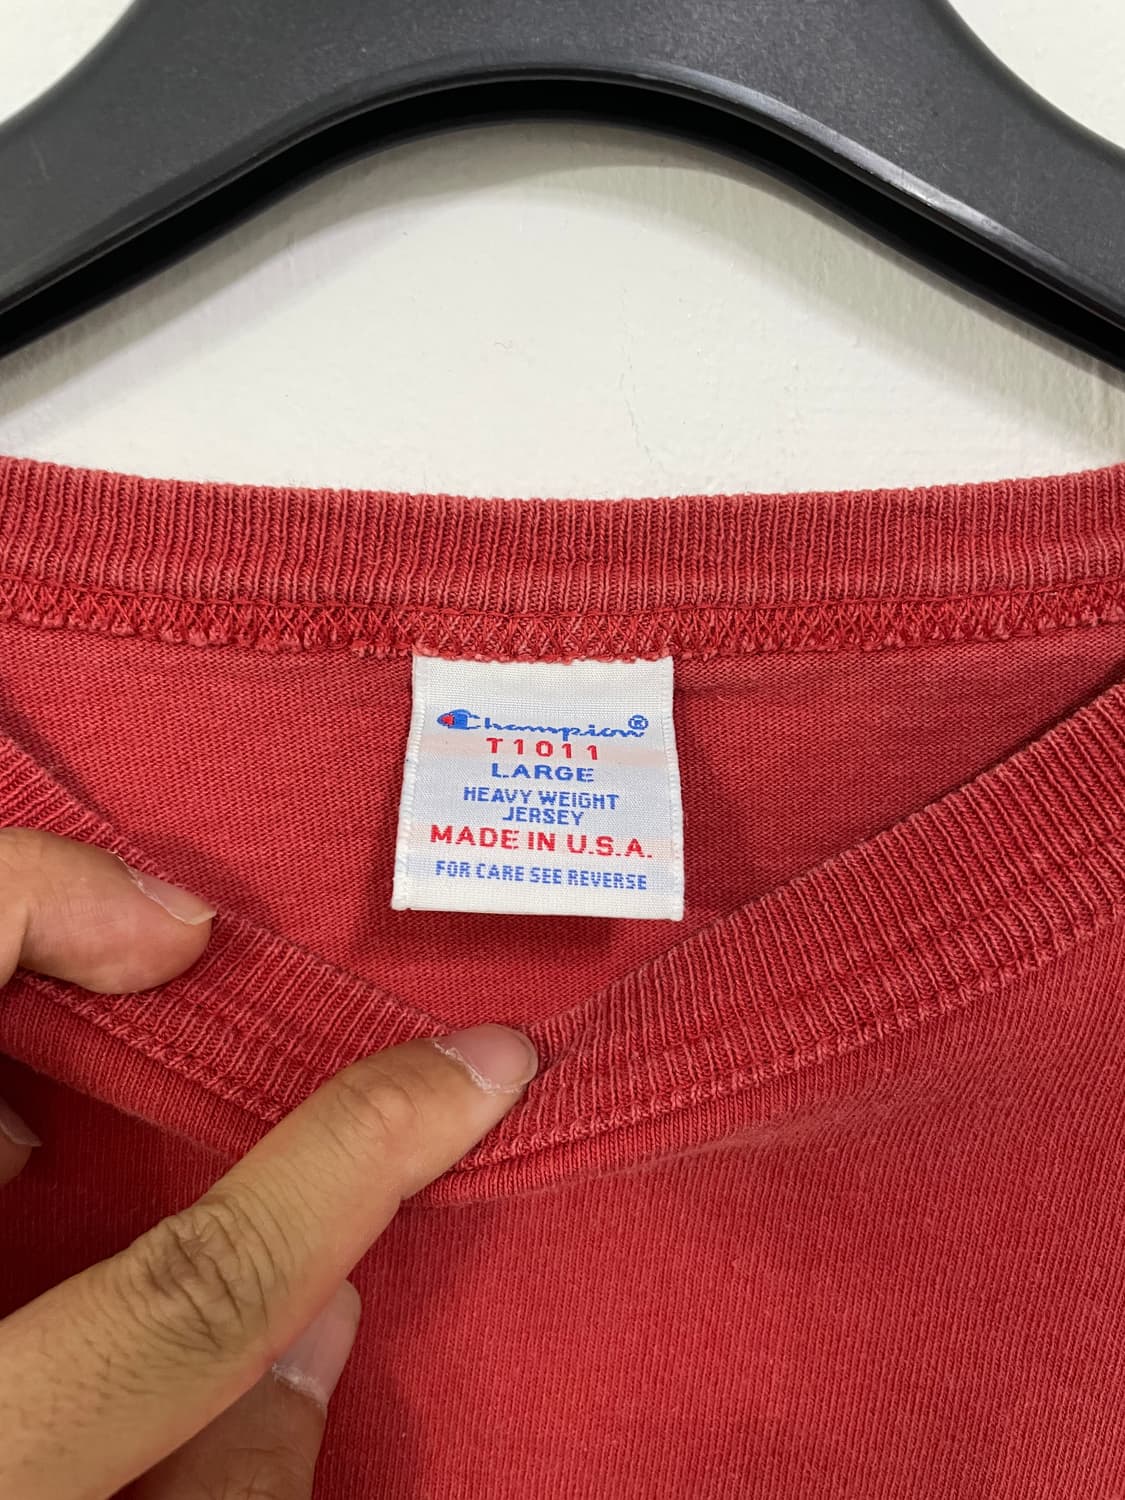 Champion®
T1011
LARGE
HEAVY WEIGHT
JERSEY
MADE IN U.S.A.
FOR CARE SEE REVERSE